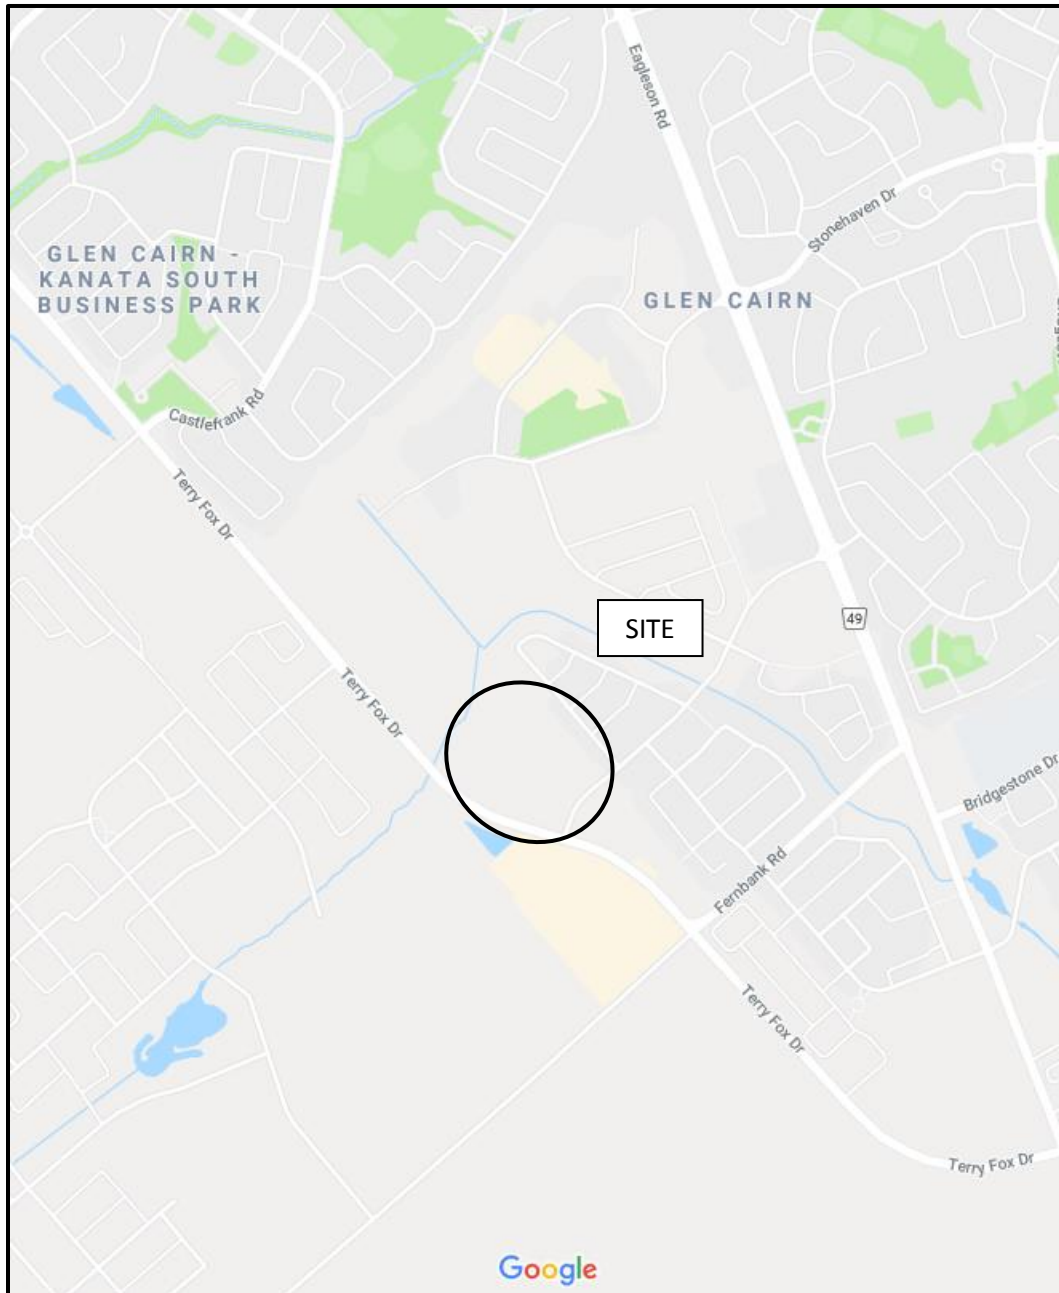 Eagleson Rd
Stonehaven Dr
GLEN CAIRN -
KANATA SOUTH
BUSINESS PARK
GLEN CAIRN
Castlefrank Rd
Terry Fox Dr
SITE
49
Terry Fox Dr
Bridgestone Dr
Fernbank Rd
Terry Fox Dr
Terry Fox Dr
Google